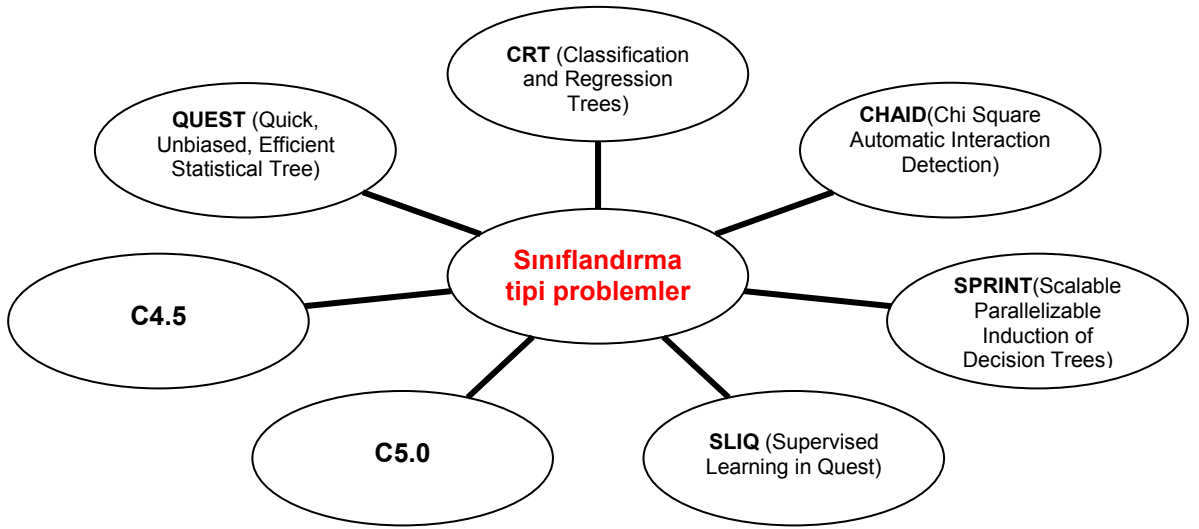 CRT (Classification
and Regression
Trees)
QUEST (Quick,
Unbiased, Efficient
Statistical Tree)
CHAID(Chi Square
Automatic Interaction
Detection)
Sınıflandırma
tipi problemler
C4.5
SPRINT(Scalable
Parallelizable
Induction of
Decision Trees)
C5.0
SLIQ (Supervised
Learning in Quest)